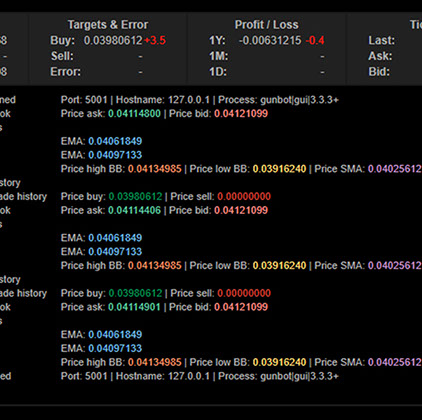 Targets & Error Profit / Loss
Buy: 0.03980612 +3.5 1Y: -0.00631215 -0.4 Last:
- Sell: - 1M: - Ask:
Error: - 1D: - Bid:
Port: 5001 | Hostname: 127.0.0.1 | Process: gunbot|gui|3.3.3+
Price ask: 0.04114800 | Price bid: 0.04121099
EMA: 0.04061849
EMA: 0.04097133
Price high BB: 0.04134985 | Price low BB: 0.03916240 | Price SMA: 0.04025612
story
ade history Price buy: 0.03980612 | Price sell: 0.00000000
ok Price ask: 0.04114406 | Price bid: 0.04121099
s
EMA: 0.04061849
EMA: 0.04097133
Price high BB: 0.04134985 | Price low BB: 0.03916240 | Price SMA: 0.04025612
story
ade history Price buy: 0.03980612 | Price sell: 0.00000000
ok Price ask: 0.04114901 | Price bid: 0.04121099
s
EMA: 0.04061849
EMA: 0.04097133
Price high BB: 0.04134985 | Price low BB: 0.03916240 | Price SMA: 0.04025612
ned Port: 5001 | Hostname: 127.0.0.1 | Process: gunbot|gui|3.3.3+